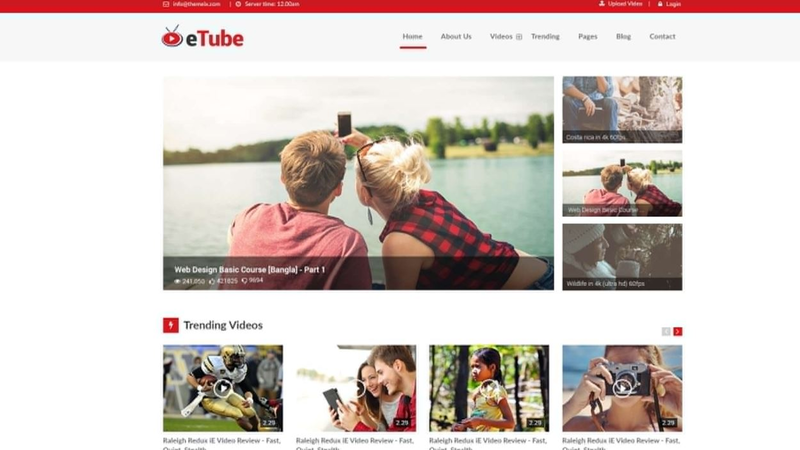 info@themeix.com | Server time: 12.00am
Upload Video | Login
eTube
Home About Us Videos Trending Pages Blog Contact
Costa rica in 4k 60fps
Web Design Basic Course
Web Design Basic Course [Bangla] - Part 1
241,050 421825 9694
Wildlife in 4k (ultra hd) 60fps
Trending Videos
2.29 2.29 2.29 2.29
Raleigh Redux iE Video Review - Fast, Raleigh Redux iE Video Review - Fast, Raleigh Redux iE Video Review - Fast, Raleigh Redux iE Video Review - Fast,
Quiet, Stealth Quiet, Stealth Quiet, Stealth Quiet, Stealth